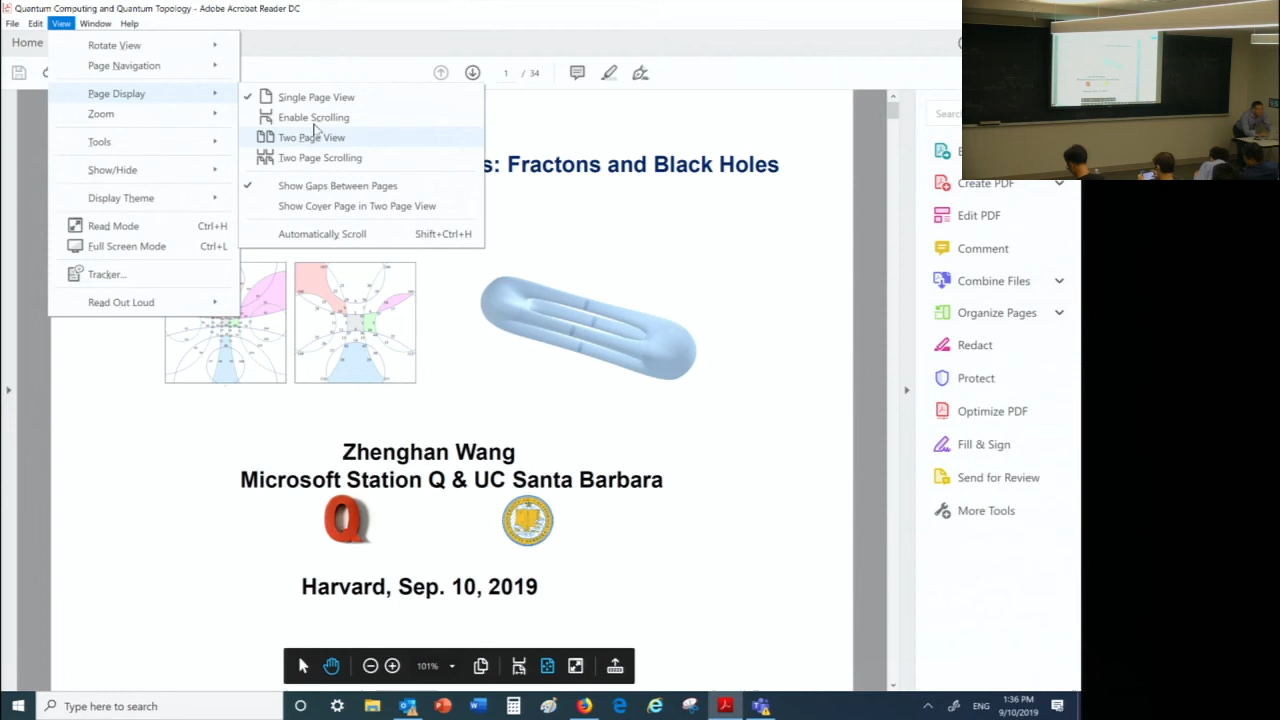 Quantum Computing and Quantum Topology - Adobe Acrobat Reader DC
File Edit View Window Help
Home
Rotate View
Page Navigation
Page Display
Zoom
Tools
Show/Hide
Display Theme
Read Mode Ctrl+H
Full Screen Mode Ctrl+L
Tracker...
Read Out Loud
Single Page View
Enable Scrolling
Two Page View
Two Page Scrolling
Show Gaps Between Pages
Show Cover Page in Two Page View
Automatically Scroll Shift+Ctrl+H
1 / 34
s: Fractons and Black Holes
Zhenghan Wang
Microsoft Station Q & UC Santa Barbara
Q
Harvard, Sep. 10, 2019
101%
Searc
Create PDF
Edit PDF
Comment
Combine Files
Organize Pages
Redact
Protect
Optimize PDF
Fill & Sign
Send for Review
More Tools
Type here to search
ENG
1:36 PM
9/10/2019